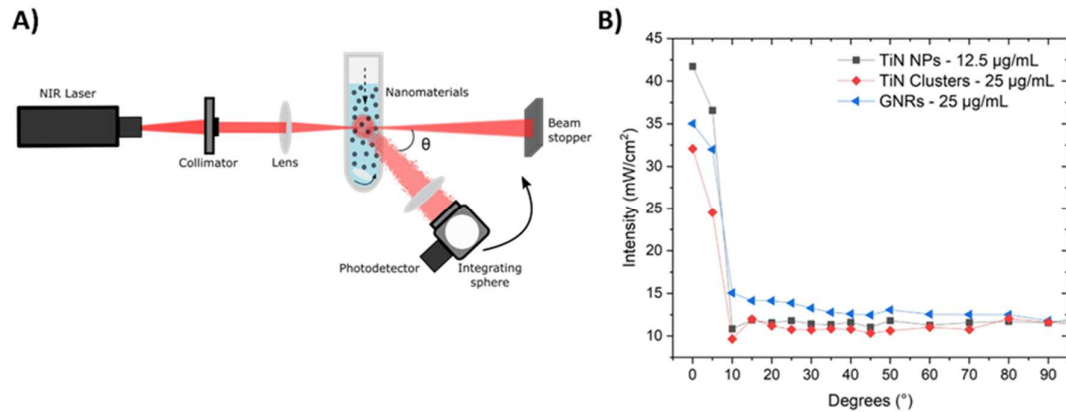 A)
NIR Laser
Collimator
Lens
Nanomaterials
θ
Beam
stopper
Photodetector
Integrating
sphere
B)
45
40
35
30
25
20
15
10
Intensity (mW/cm²)
TiN NPs - 12.5 µg/mL
TiN Clusters - 25 µg/mL
GNRs - 25 µg/mL
0 10 20 30 40 50 60 70 80 90
Degrees (°)